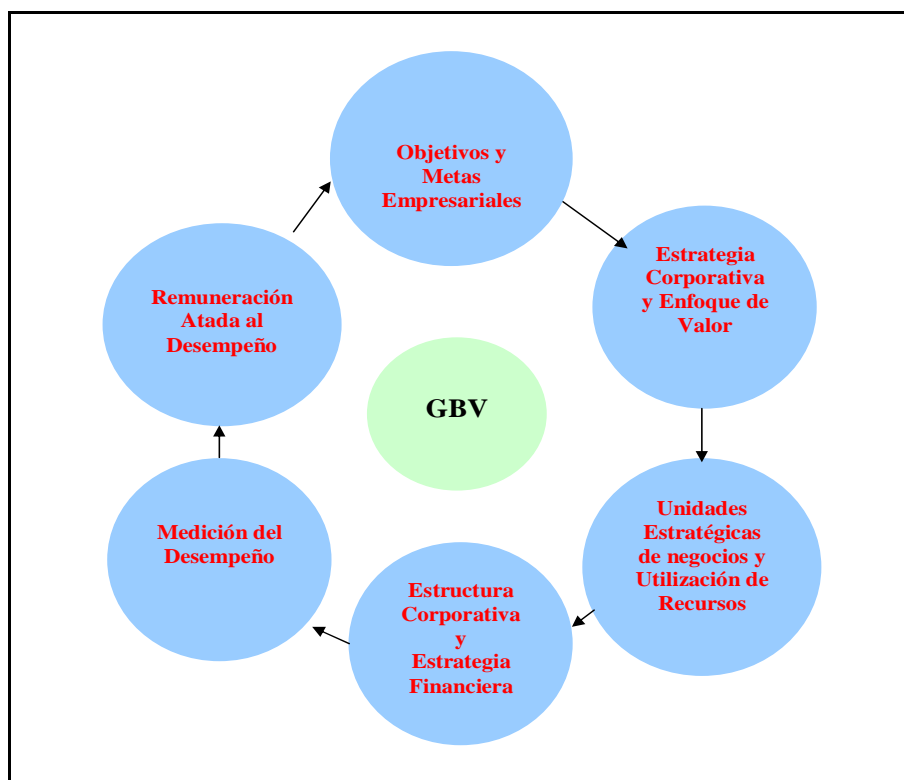 Objetivos y
Metas
Empresariales
Estrategia
Corporativa
y Enfoque de
Valor
Unidades
Estratégicas
de negocios y
Utilización de
Recursos
Estructura
Corporativa
y
Estrategia
Financiera
Medición del
Desempeño
Remuneración
Atada al
Desempeño
GBV